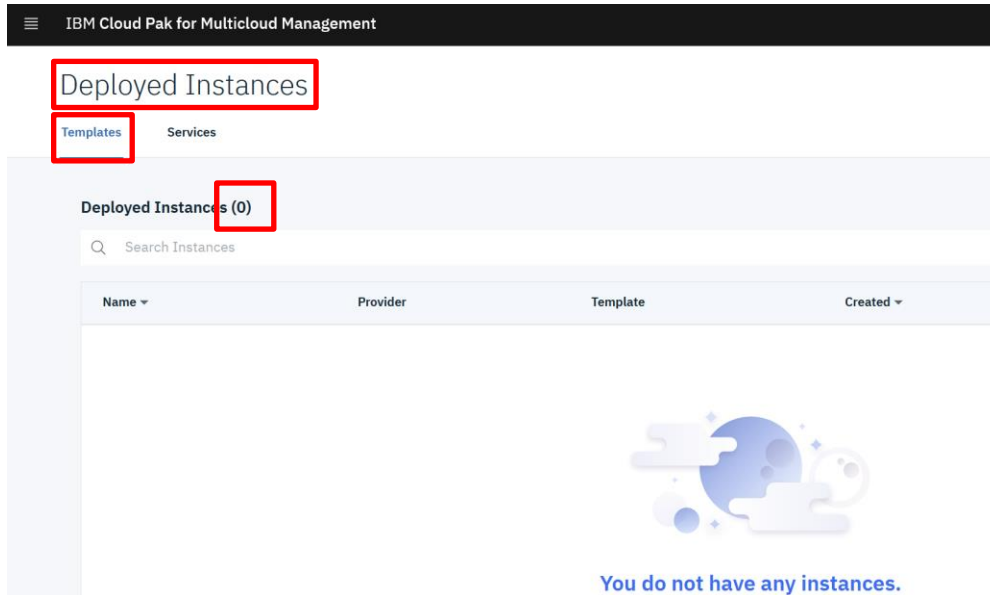 IBM Cloud Pak for Multicloud Management
Deployed Instances
Templates Services
Deployed Instances (0)
Search Instances
Name Provider Template Created
You do not have any instances.